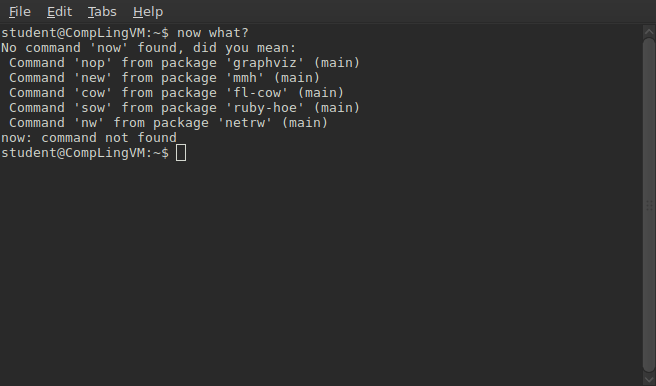 File Edit Tabs Help
student@CompLingVM:~$ now what?
No command 'now' found, did you mean:
 Command 'nop' from package 'graphviz' (main)
 Command 'new' from package 'mmh' (main)
 Command 'cow' from package 'fl-cow' (main)
 Command 'sow' from package 'ruby-hoe' (main)
 Command 'nw' from package 'netrw' (main)
now: command not found
student@CompLingVM:~$